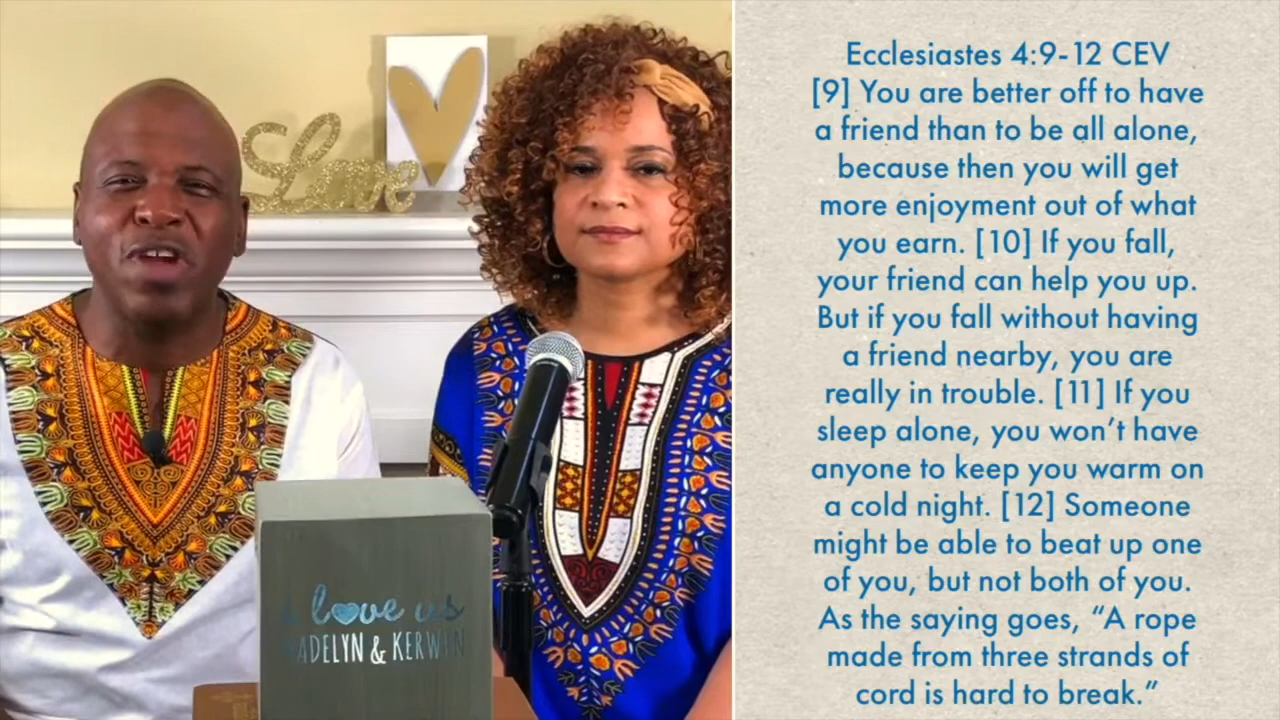 Love
i love us
MADELYN & KERWIN
Ecclesiastes 4:9-12 CEV
[9] You are better off to have
a friend than to be all alone,
because then you will get
more enjoyment out of what
you earn. [10] If you fall,
your friend can help you up.
But if you fall without having
a friend nearby, you are
really in trouble. [11] If you
sleep alone, you won’t have
anyone to keep you warm on
a cold night. [12] Someone
might be able to beat up one
of you, but not both of you.
As the saying goes, “A rope
made from three strands of
cord is hard to break.”